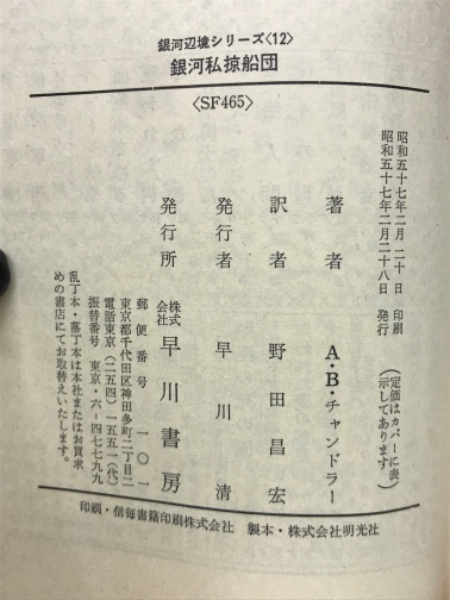 銀河辺境シリーズ〈12〉
銀河私掠船団
〈SF465〉
昭和五十七年二月二十日 印刷
昭和五十七年二月二十八日 発行
（定価はカバーに表
示してあります）
著者 A・B・チャンドラー
訳者 野田昌宏
発行者 早川清
発行所 株式会社 早川書房
郵便番号 一〇一
東京都千代田区神田多町二丁目二
電話東京（二五四）一五五一（代）
振替番号 東京・六-四七七九九
乱丁本・落丁本は本社またはお買求
めの書店にてお取替えいたします。
印刷・信毎書籍印刷株式会社 製本・株式会社明光社